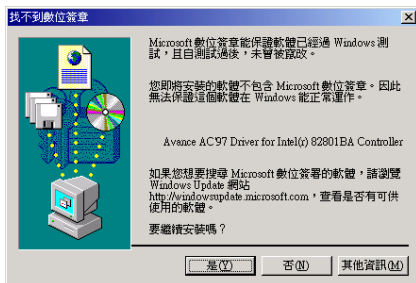 找不到數位簽章
Microsoft 數位簽章能保證軟體已經過 Windows 測
試，且自測試過後，未曾被竄改。
您即將安裝的軟體不包含 Microsoft 數位簽章。因此
無法保證這個軟體在 Windows 能正常運作。
Avance AC'97 Driver for Intel(r) 82801BA Controller
如果您想要搜尋 Microsoft 數位簽署的軟體，請瀏覽
Windows Update 網站
http://windowsupdate.microsoft.com，查看是否有可供
使用的軟體。
要繼續安裝嗎？
是(Y) 否(N) 其他資訊(M)